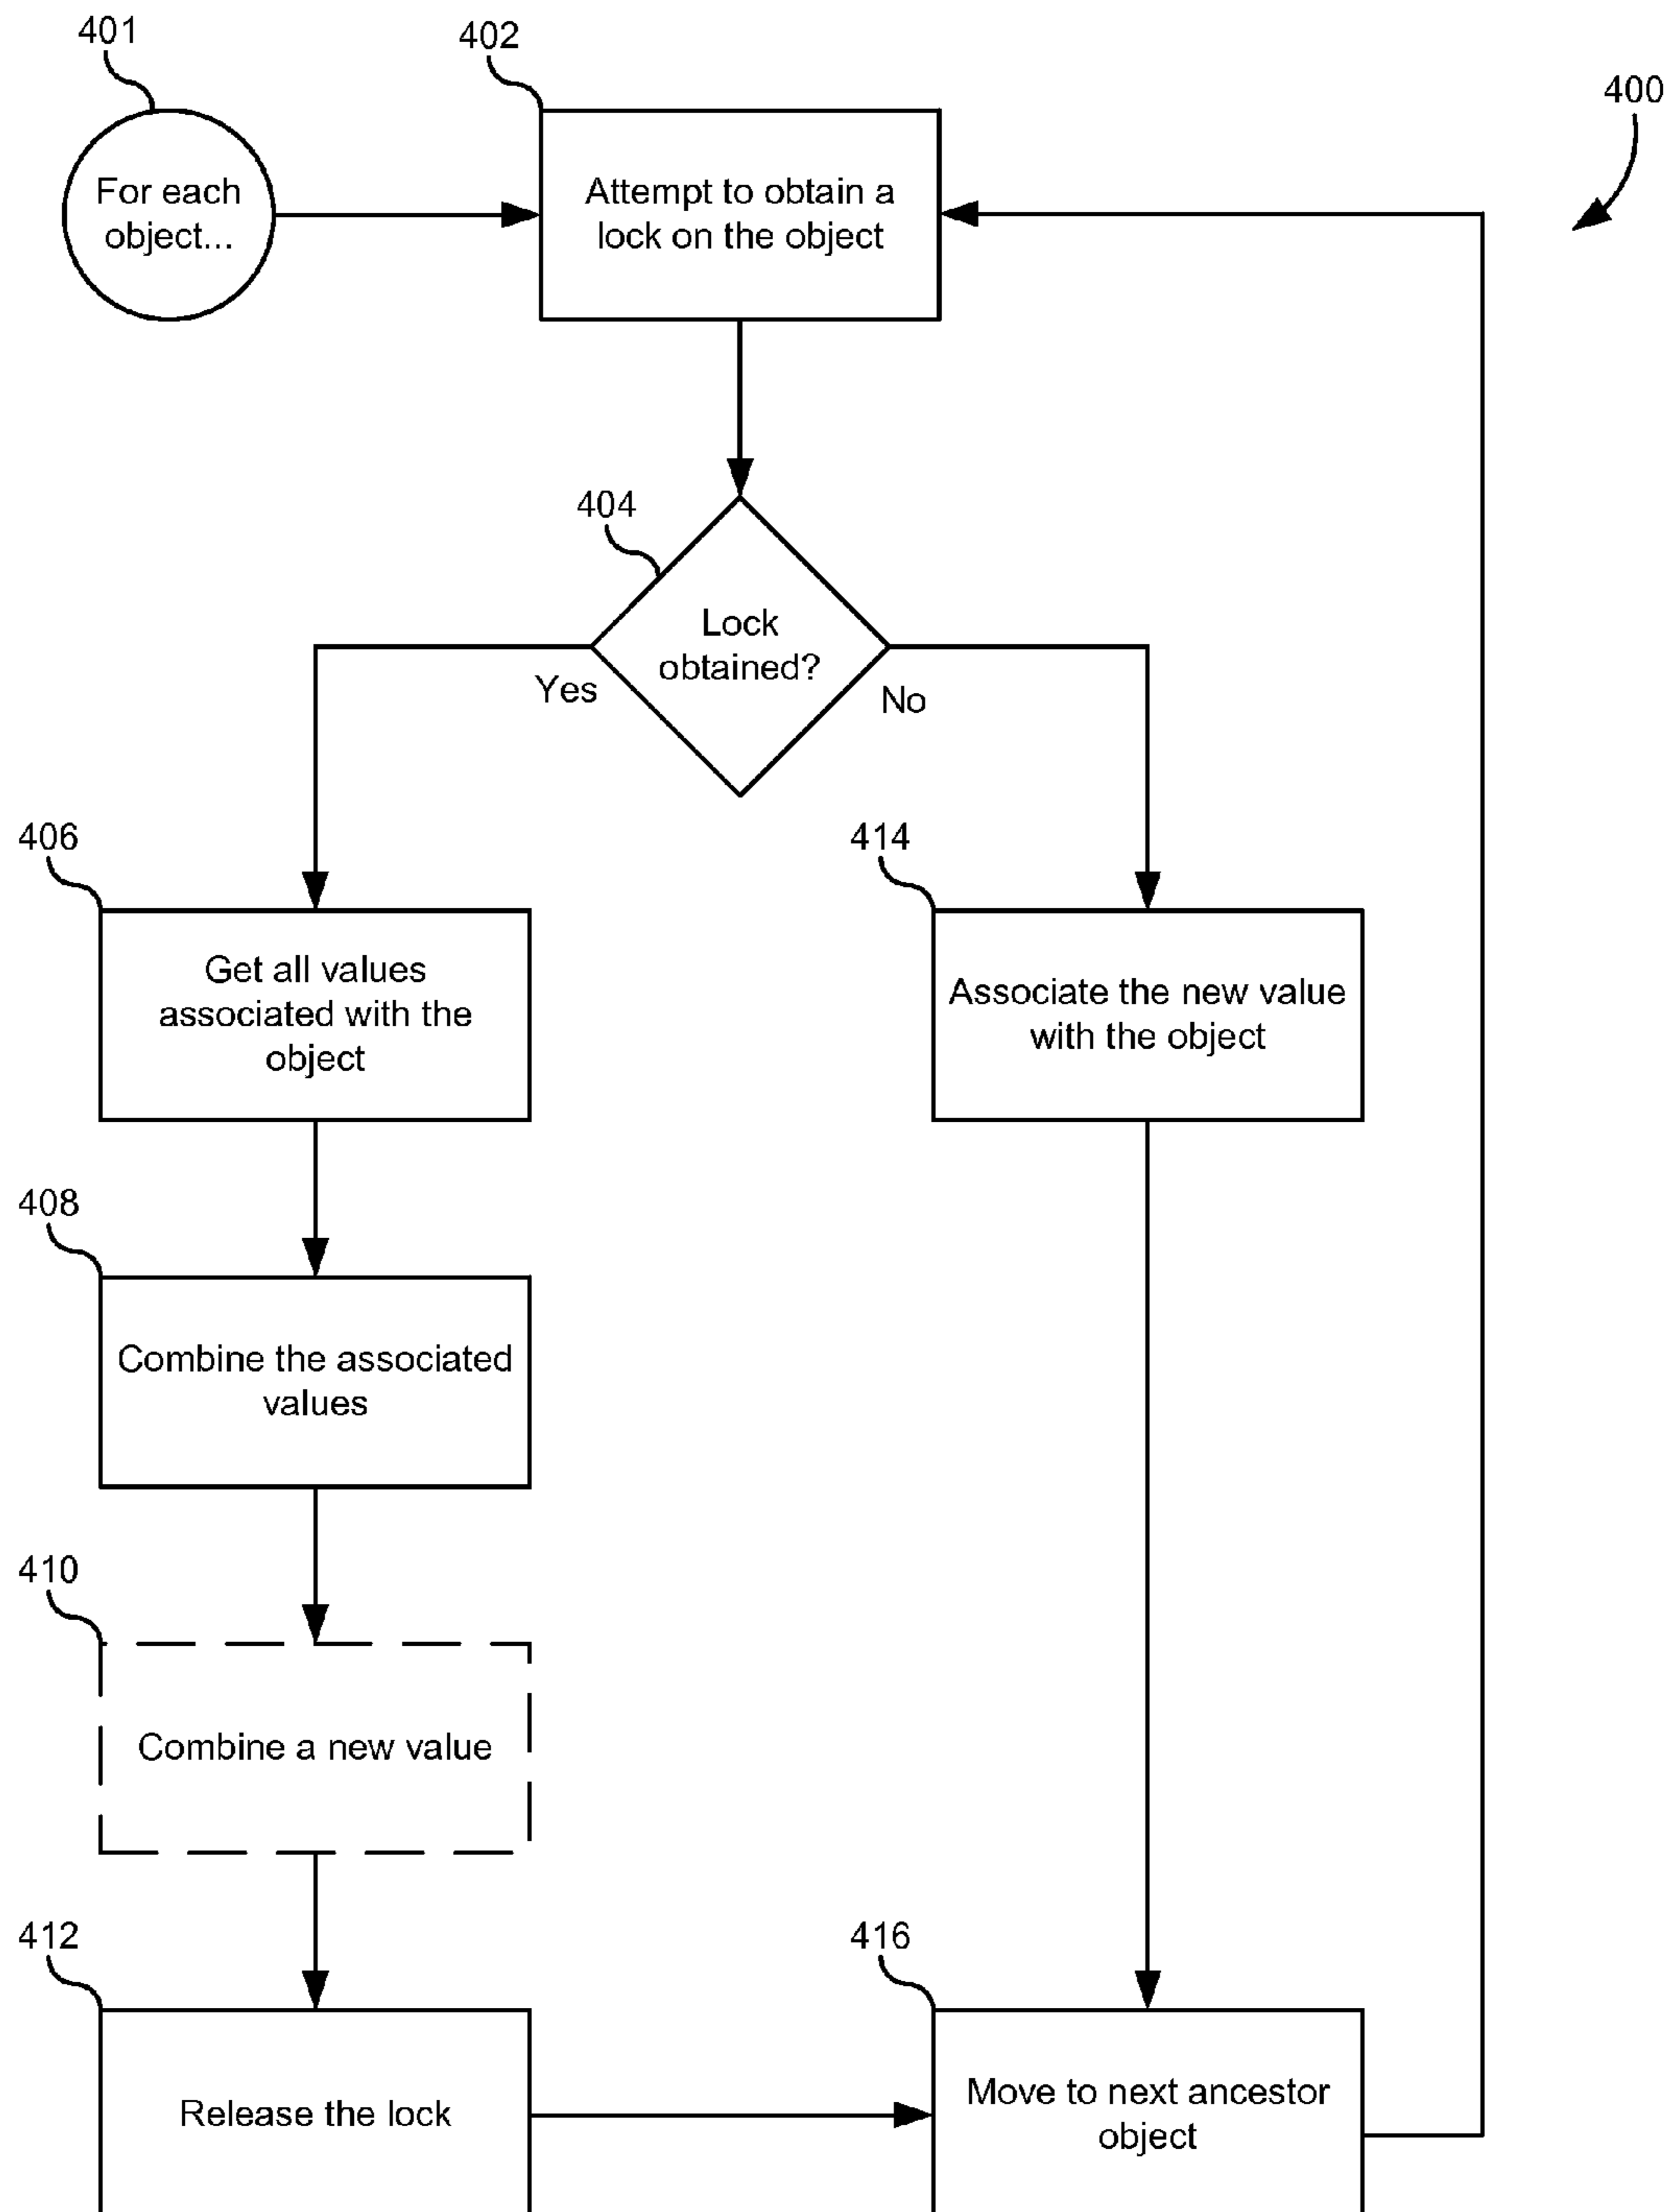 401
402
400
For each
object...
Attempt to obtain a
lock on the object
404
Lock
obtained?
Yes
No
406
414
Get all values
associated with the
object
Associate the new value
with the object
408
Combine the associated
values
410
Combine a new value
412
416
Release the lock
Move to next ancestor
object